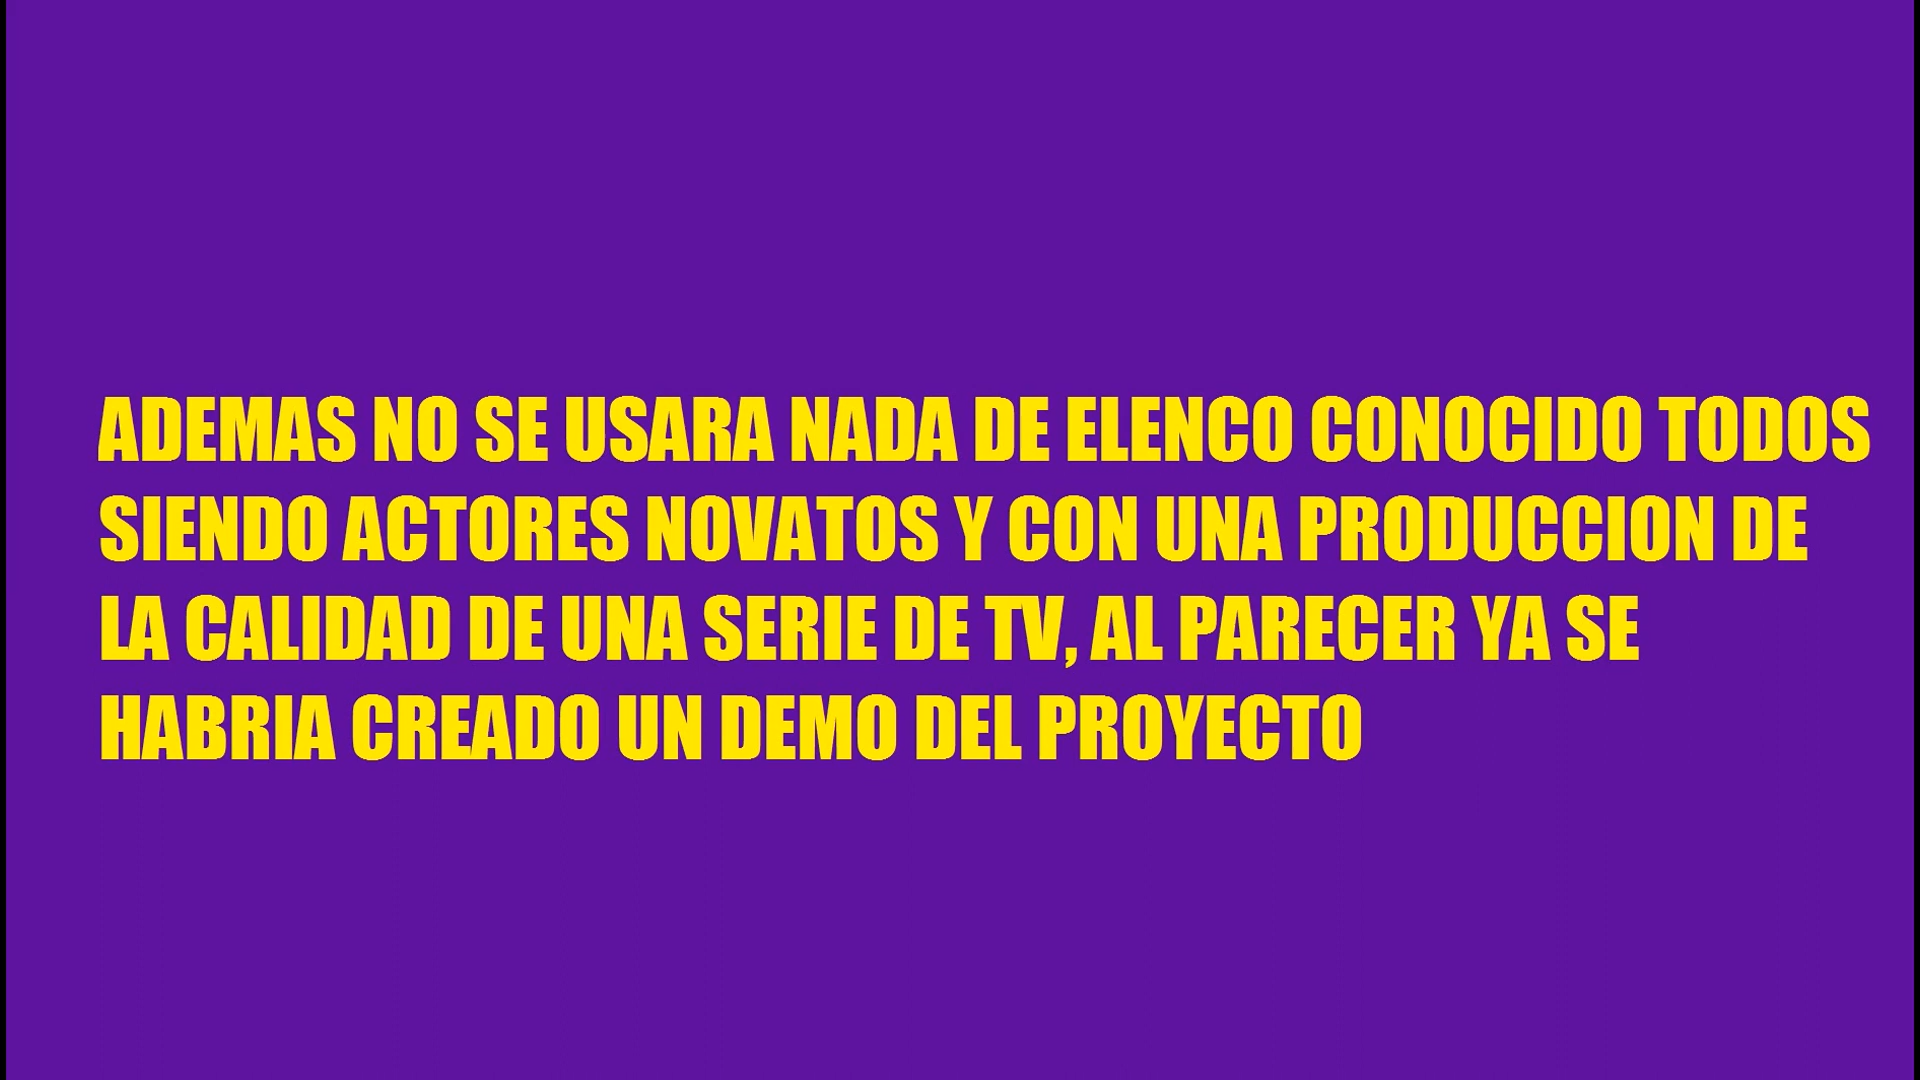 ADEMAS NO SE USARA NADA DE ELENCO CONOCIDO TODOS
SIENDO ACTORES NOVATOS Y CON UNA PRODUCCION DE
LA CALIDAD DE UNA SERIE DE TV, AL PARECER YA SE
HABRIA CREADO UN DEMO DEL PROYECTO